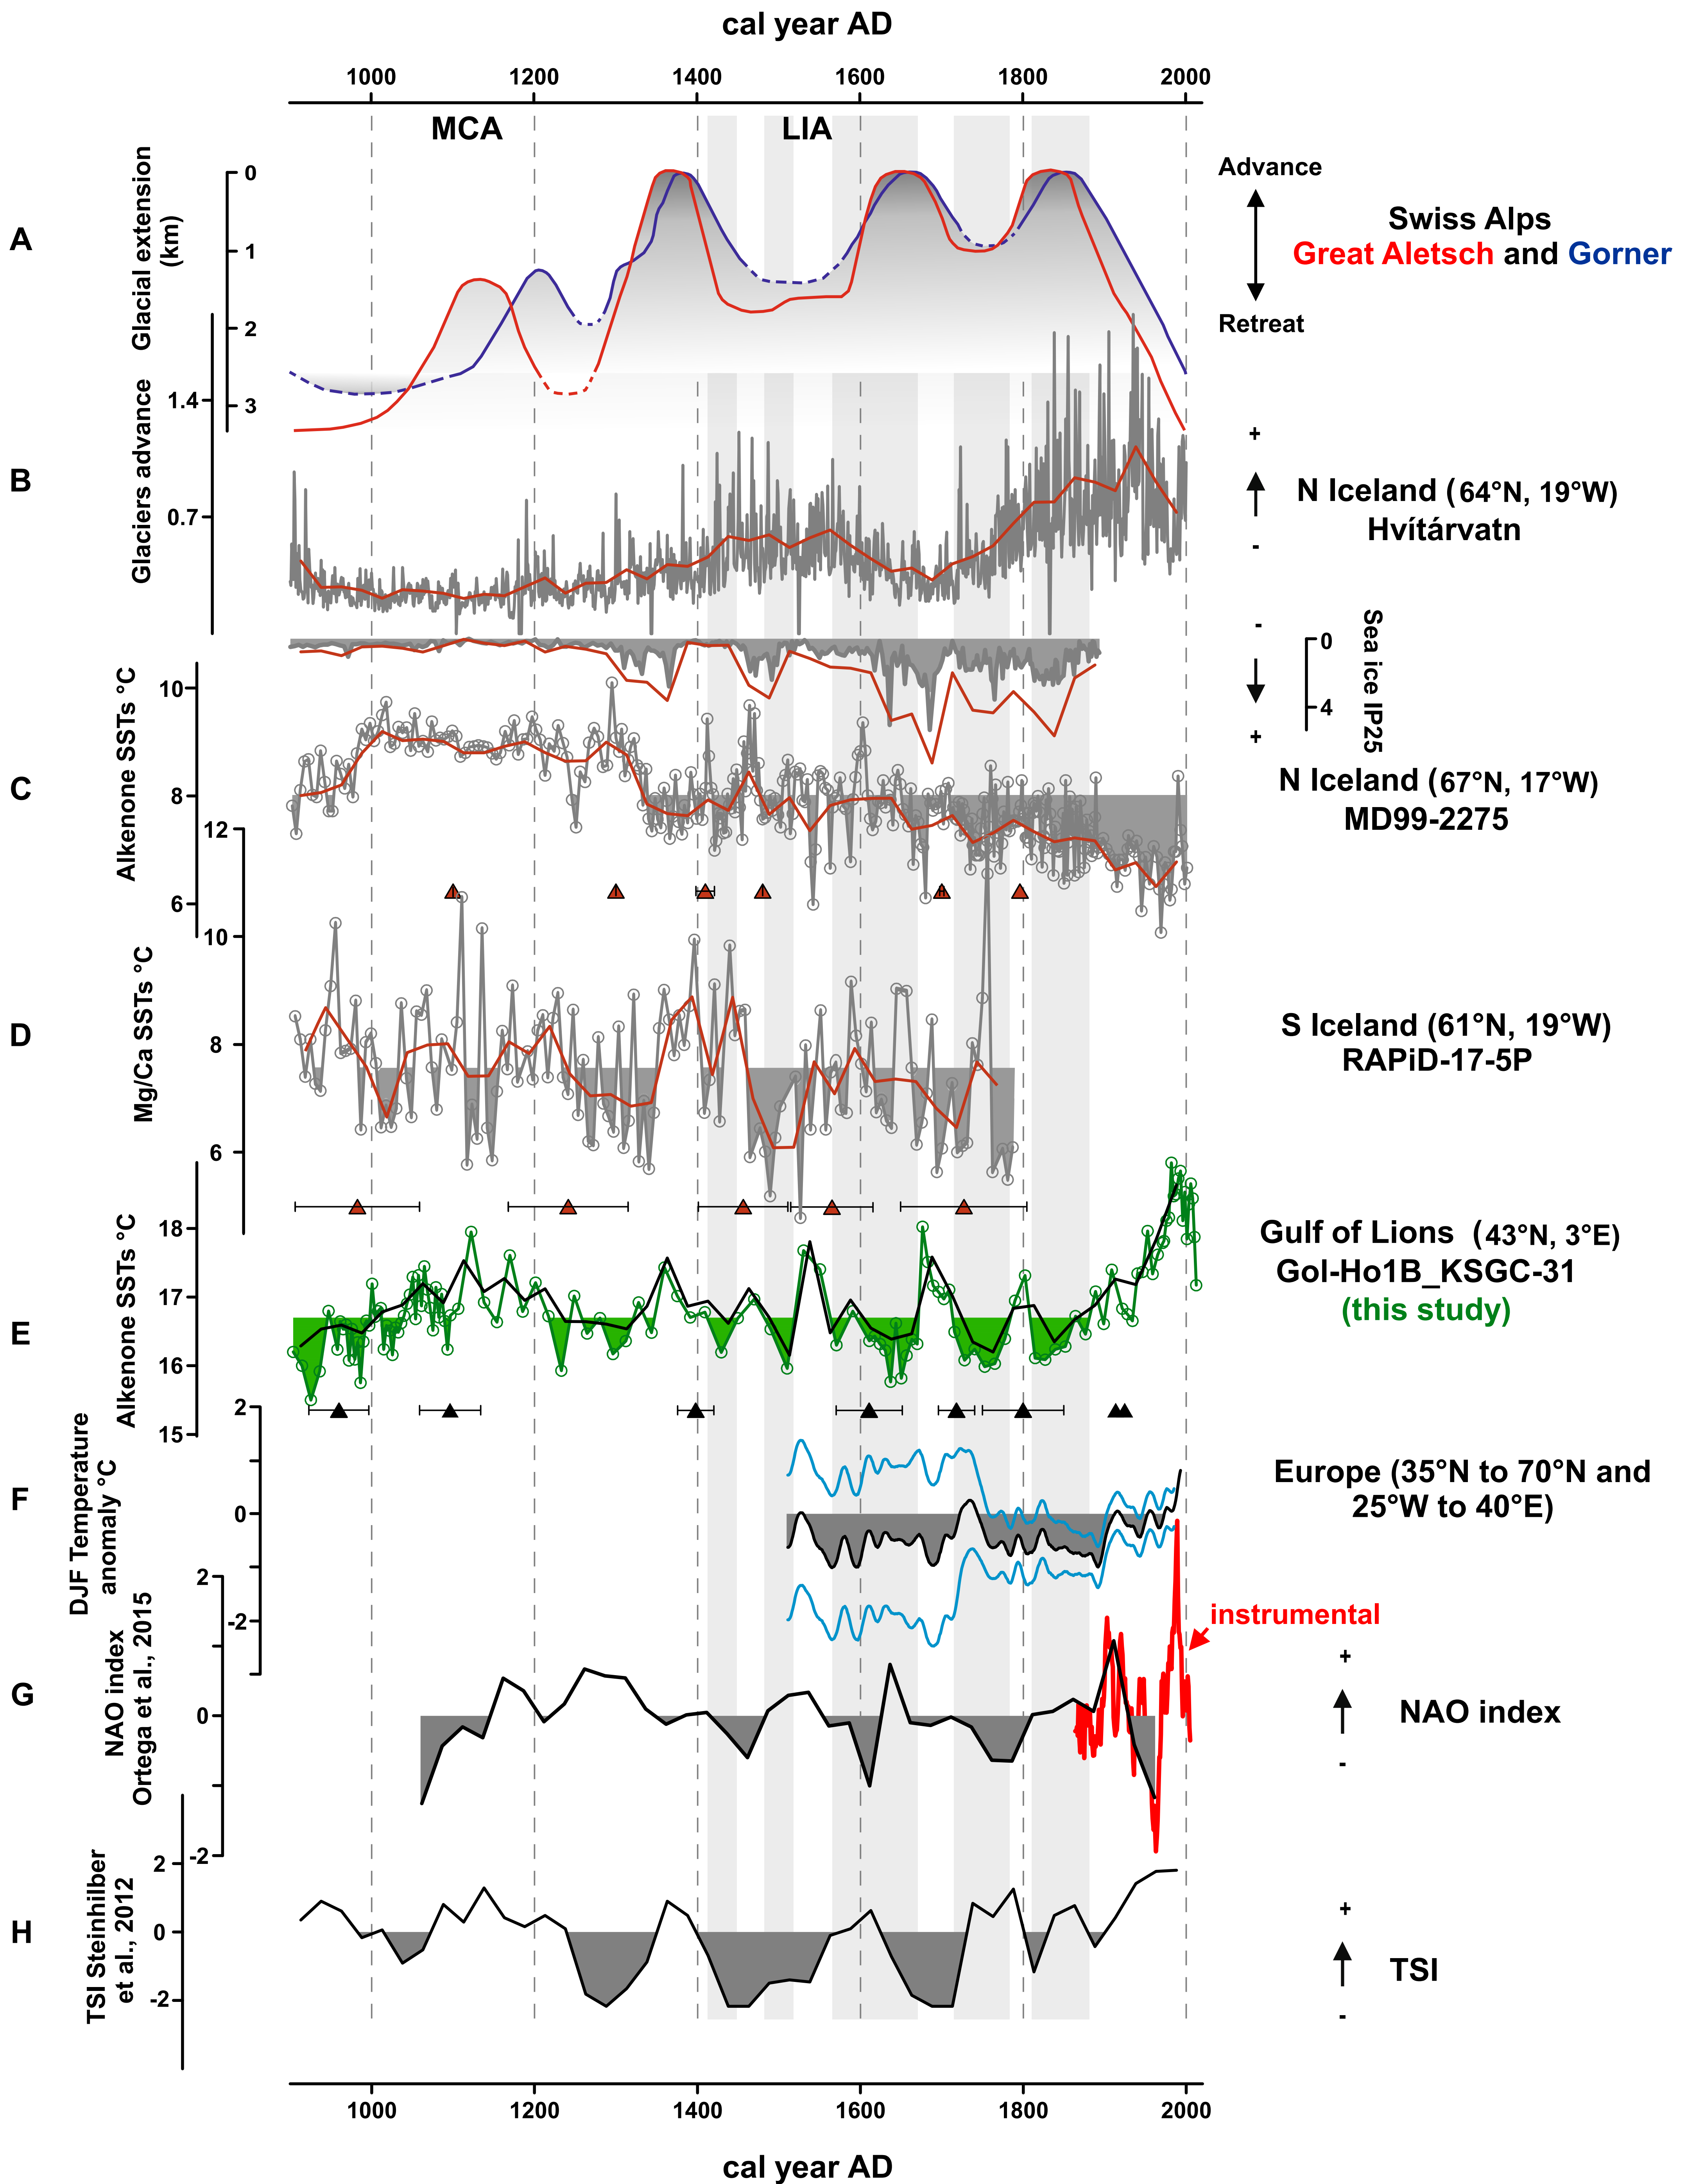 cal year AD
1000 1200 1400 1600 1800 2000
MCA LIA
A
Glacial extension
(km)
0
1
2
3
Advance
Retreat
Swiss Alps
Great Aletsch and Gorner
B
Glaciers advance
1.4
0.7
+
-
N Iceland (64°N, 19°W)
Hvítárvatn
C
Alkenone SSTs °C
10
8
6
-
+
0
4
Sea ice IP25
N Iceland (67°N, 17°W)
MD99-2275
D
Mg/Ca SSTs °C
12
10
8
6
S Iceland (61°N, 19°W)
RAPiD-17-5P
E
Alkenone SSTs °C
18
17
16
15
Gulf of Lions (43°N, 3°E)
Gol-Ho1B_KSGC-31
(this study)
F
DJF Temperature
anomaly °C
2
0
-2
Europe (35°N to 70°N and
25°W to 40°E)
G
NAO index
Ortega et al., 2015
2
0
-2
instrumental
+
-
NAO index
H
TSI Steinhilber
et al., 2012
2
0
-2
+
-
TSI
1000 1200 1400 1600 1800 2000
cal year AD